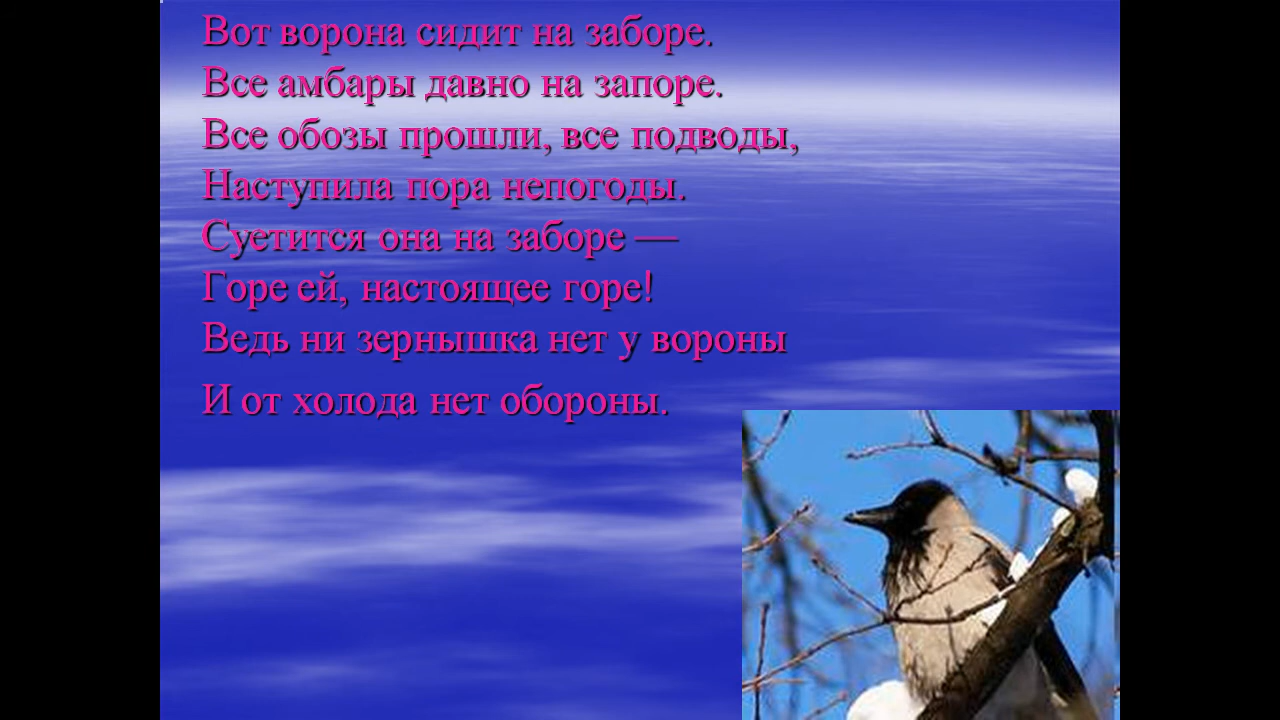 Вот ворона сидит на заборе.
Все амбары давно на запоре.
Все обозы прошли, все подводы,
Наступила пора непогоды.
Суетится она на заборе —
Горе ей, настоящее горе!
Ведь ни зернышка нет у вороны
И от холода нет обороны.